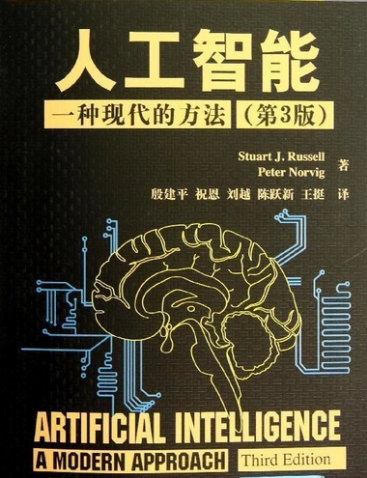 人工智能
一种现代的方法（第3版）
Stuart J. Russell
Peter Norvig 著
殷建平 祝恩 刘越 陈跃新 王挺 译
ARTIFICIAL INTELLIGENCE
A MODERN APPROACH Third Edition